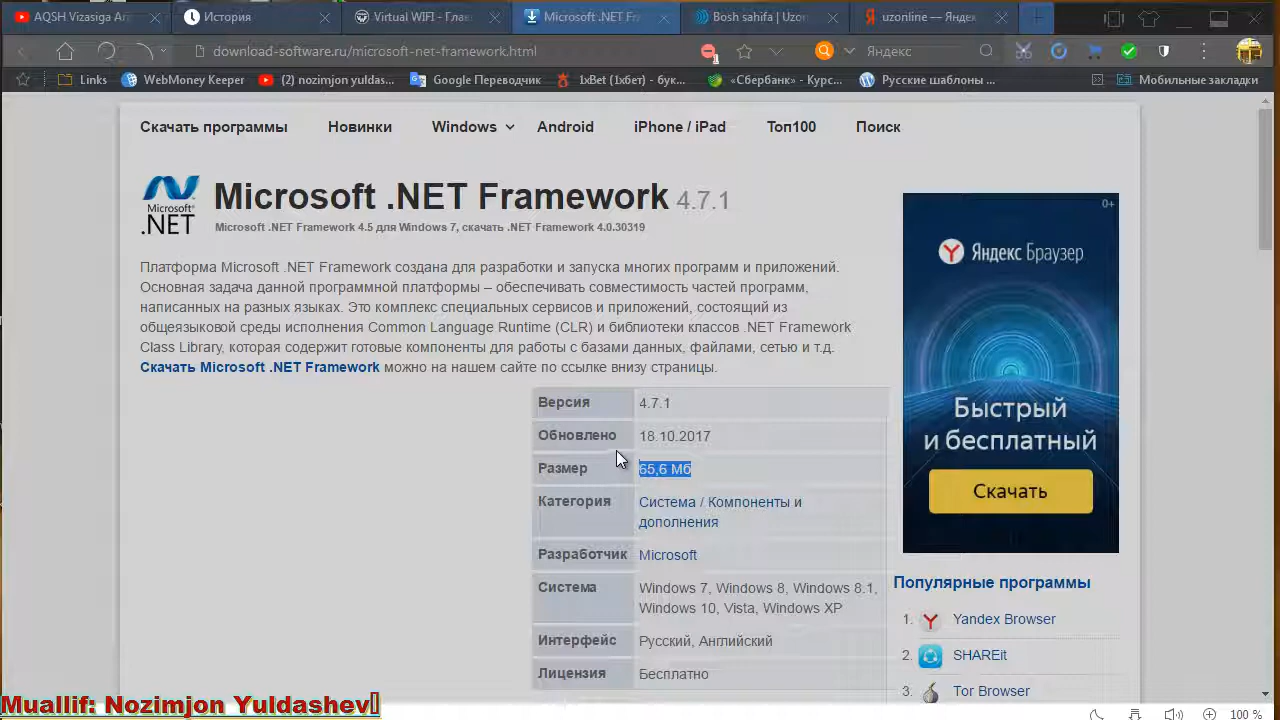 AQSH Vizasiga Ar
История
Virtual WIFI - Глав
Microsoft .NET Fra
Bosh sahifa | Uzon
uzonline — Яндек
download-software.ru/microsoft-net-framework.html
1
Яндекс
Links
WebMoney Keeper
(2) nozimjon yuldas...
Google Переводчик
1xBet (1хбет) - бук...
«Сбербанк» - Курс...
Русские шаблоны ...
Мобильные закладки
Скачать программы Новинки Windows Android iPhone / iPad Топ100 Поиск
Microsoft .NET
Microsoft .NET Framework 4.7.1
Microsoft .NET Framework 4.5 для Windows 7, скачать .NET Framework 4.0.30319
Платформа Microsoft .NET Framework создана для разработки и запуска многих программ и приложений.
Основная задача данной программной платформы – обеспечивать совместимость частей программ,
написанных на разных языках. Это комплекс специальных сервисов и приложений, состоящий из
общеязыковой среды исполнения Common Language Runtime (CLR) и библиотеки классов .NET Framework
Class Library, которая содержит готовые компоненты для работы с базами данных, файлами, сетью и т.д.
Скачать Microsoft .NET Framework можно на нашем сайте по ссылке внизу страницы.
Версия 4.7.1
Обновлено 18.10.2017
Размер 65,6 Мб
Категория Система / Компоненты и
дополнения
Разработчик Microsoft
Система Windows 7, Windows 8, Windows 8.1,
Windows 10, Vista, Windows XP
Интерфейс Русский, Английский
Лицензия Бесплатно
0+
Яндекс Браузер
Быстрый
и бесплатный
Скачать
Популярные программы
1. Yandex Browser
2. SHAREit
3. Tor Browser
Muallif: Nozimjon Yuldashev
100 %